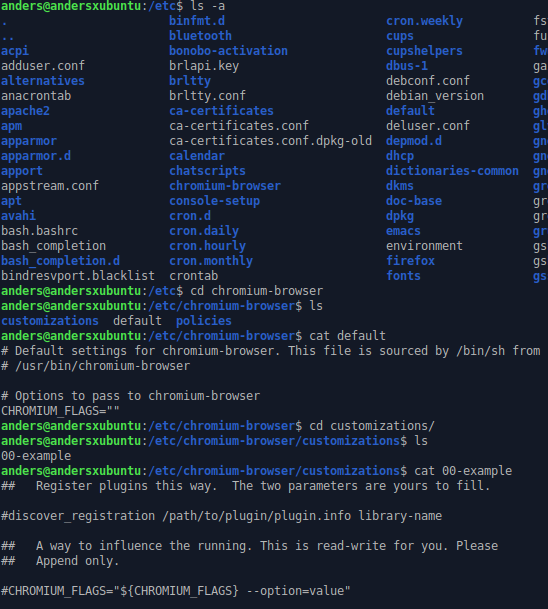 anders@andersxubuntu:/etc$ ls -a
.                       binfmt.d                       cron.weekly          fs
..                      bluetooth                      cups                 fu
acpi                    bonobo-activation              cupshelpers          fw
adduser.conf            brlapi.key                     dbus-1               ga
alternatives            brltty                         debconf.conf         gc
anacrontab              brltty.conf                    debian_version       gd
apache2                 ca-certificates                default              gh
apm                     ca-certificates.conf           deluser.conf         gl
apparmor                ca-certificates.conf.dpkg-old  depmod.d             gn
apparmor.d              calendar                       dhcp                 gn
apport                  chatscripts                    dictionaries-common  gn
appstream.conf          chromium-browser               dkms                 gr
apt                     console-setup                  doc-base             gr
avahi                   cron.d                         dpkg                 gr
bash.bashrc             cron.daily                     emacs                gr
bash_completion         cron.hourly                    environment          gs
bash_completion.d       cron.monthly                   firefox              gs
bindresvport.blacklist  crontab                        fonts                gs
anders@andersxubuntu:/etc$ cd chromium-browser
anders@andersxubuntu:/etc/chromium-browser$ ls
customizations  default  policies
anders@andersxubuntu:/etc/chromium-browser$ cat default
# Default settings for chromium-browser. This file is sourced by /bin/sh from
# /usr/bin/chromium-browser
# Options to pass to chromium-browser
CHROMIUM_FLAGS=""
anders@andersxubuntu:/etc/chromium-browser$ cd customizations/
anders@andersxubuntu:/etc/chromium-browser/customizations$ ls
00-example
anders@andersxubuntu:/etc/chromium-browser/customizations$ cat 00-example
##   Register plugins this way.  The two parameters are yours to fill.
#discover_registration /path/to/plugin/plugin.info library-name
##   A way to influence the running. This is read-write for you. Please
##   Append only.
#CHROMIUM_FLAGS="${CHROMIUM_FLAGS} --option=value"